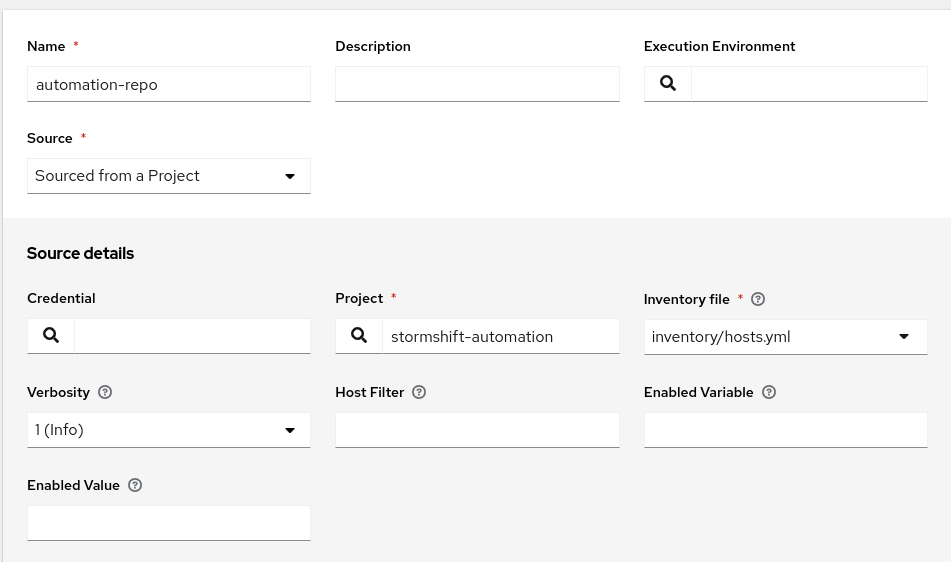 Name * Description Execution Environment
automation-repo
Source *
Sourced from a Project
Source details
Credential Project * Inventory file * ?
stormshift-automation inventory/hosts.yml
Verbosity ? Host Filter ? Enabled Variable ?
1 (Info)
Enabled Value ?